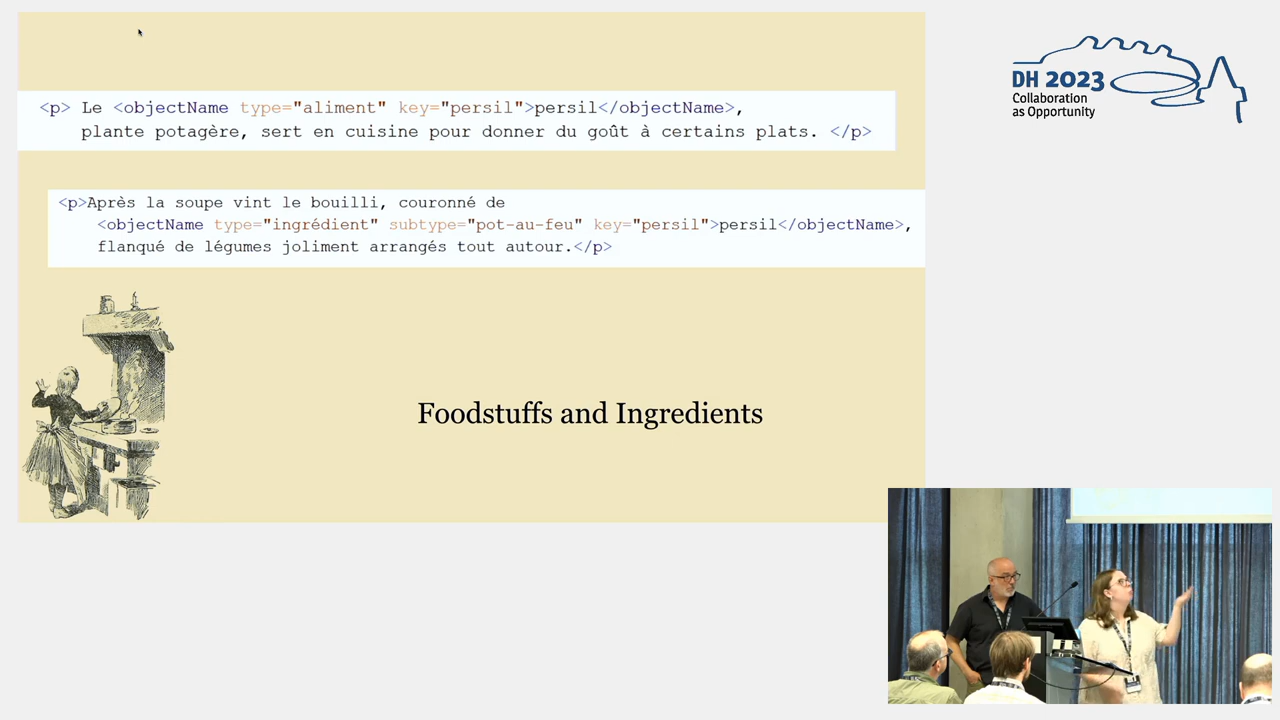 <p> Le <objectName type="aliment" key="persil">persil</objectName>,
plante potagère, sert en cuisine pour donner du goût à certains plats. </p>
<p>Après la soupe vint le bouilli, couronné de
<objectName type="ingrédient" subtype="pot-au-feu" key="persil">persil</objectName>,
flanqué de légumes joliment arrangés tout autour.</p>
Foodstuffs and Ingredients
DH 2023
Collaboration
as Opportunity